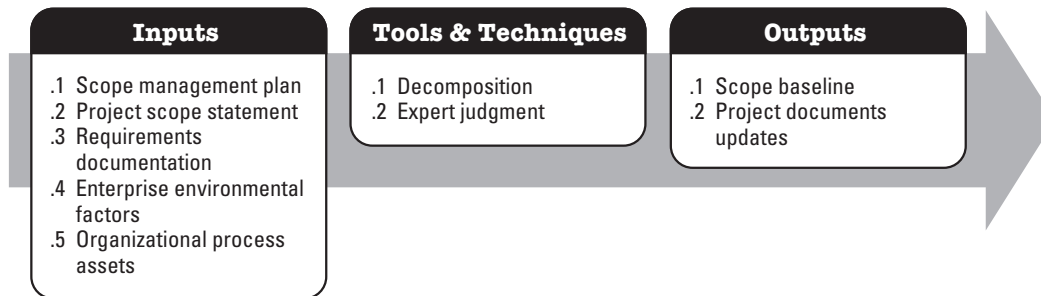 Inputs
.1 Scope management plan
.2 Project scope statement
.3 Requirements
documentation
.4 Enterprise environmental
factors
.5 Organizational process
assets
Tools & Techniques
.1 Decomposition
.2 Expert judgment
Outputs
.1 Scope baseline
.2 Project documents
updates